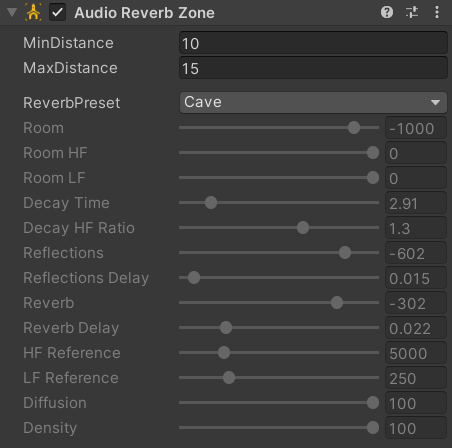 Audio Reverb Zone
MinDistance 10
MaxDistance 15
ReverbPreset Cave
Room -1000
Room HF 0
Room LF 0
Decay Time 2.91
Decay HF Ratio 1.3
Reflections -602
Reflections Delay 0.015
Reverb -302
Reverb Delay 0.022
HF Reference 5000
LF Reference 250
Diffusion 100
Density 100